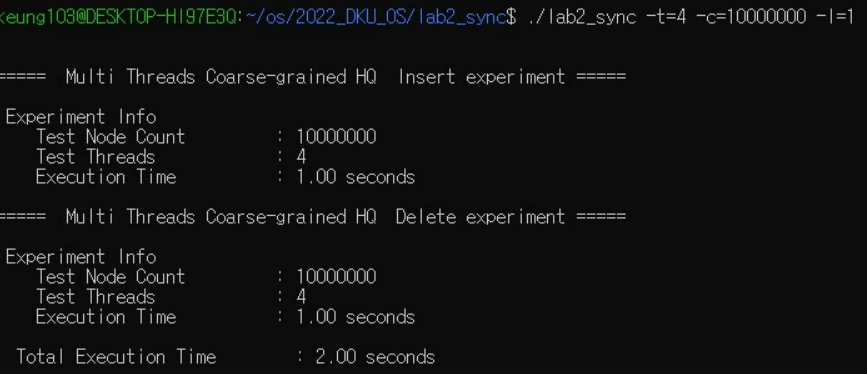 keung103@DESKTOP-HI97E3Q:~/os/2022_DKU_OS/lab2_sync$ ./lab2_sync -t=4 -c=10000000 -l=1
===== Multi Threads Coarse-grained HQ Insert experiment =====
Experiment Info
Test Node Count : 10000000
Test Threads : 4
Execution Time : 1.00 seconds
===== Multi Threads Coarse-grained HQ Delete experiment =====
Experiment Info
Test Node Count : 10000000
Test Threads : 4
Execution Time : 1.00 seconds
Total Execution Time : 2.00 seconds